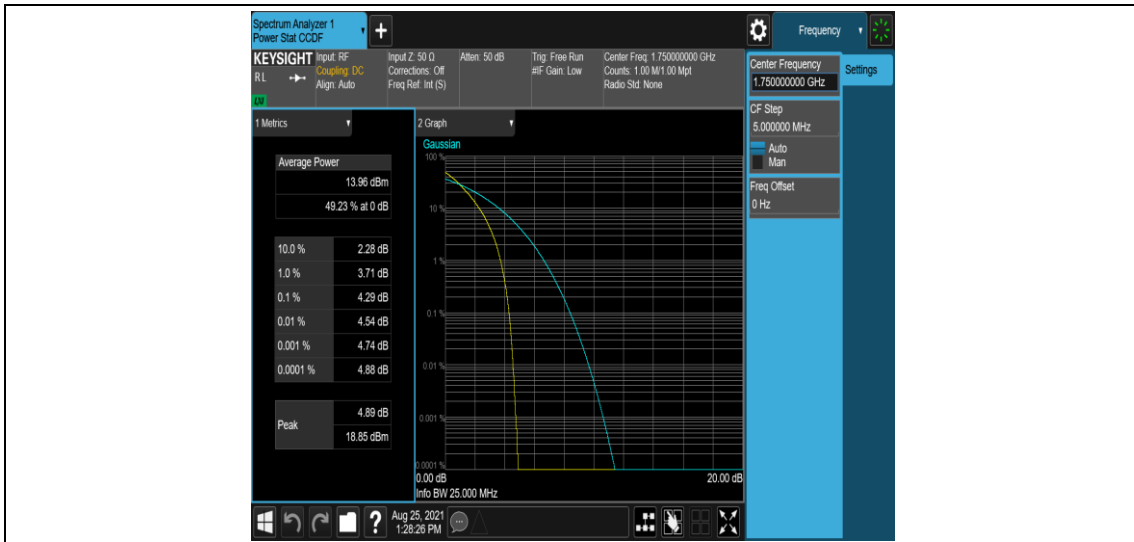 Spectrum Analyzer 1
Power Stat CCDF
+
Frequency
KEYSIGHT
RL
LXI
Input: RF
Coupling: DC
Align: Auto
Input Z: 50 Ω
Corrections: Off
Freq Ref: Int (S)
Atten: 50 dB
Trig: Free Run
#IF Gain: Low
Center Freq: 1.750000000 GHz
Counts: 1.00 M/1.00 Mpt
Radio Std: None
Center Frequency
1.750000000 GHz
Settings
CF Step
5.000000 MHz
Auto
Man
Freq Offset
0 Hz
1 Metrics
Average Power
13.96 dBm
49.23 % at 0 dB
10.0 % 2.28 dB
1.0 % 3.71 dB
0.1 % 4.29 dB
0.01 % 4.54 dB
0.001 % 4.74 dB
0.0001 % 4.88 dB
Peak
4.89 dB
18.85 dBm
2 Graph
Gaussian
100 %
10 %
1 %
0.1 %
0.01 %
0.001 %
0.0001 %
0.00 dB 20.00 dB
Info BW 25.000 MHz
?
Aug 25, 2021
1:28:26 PM